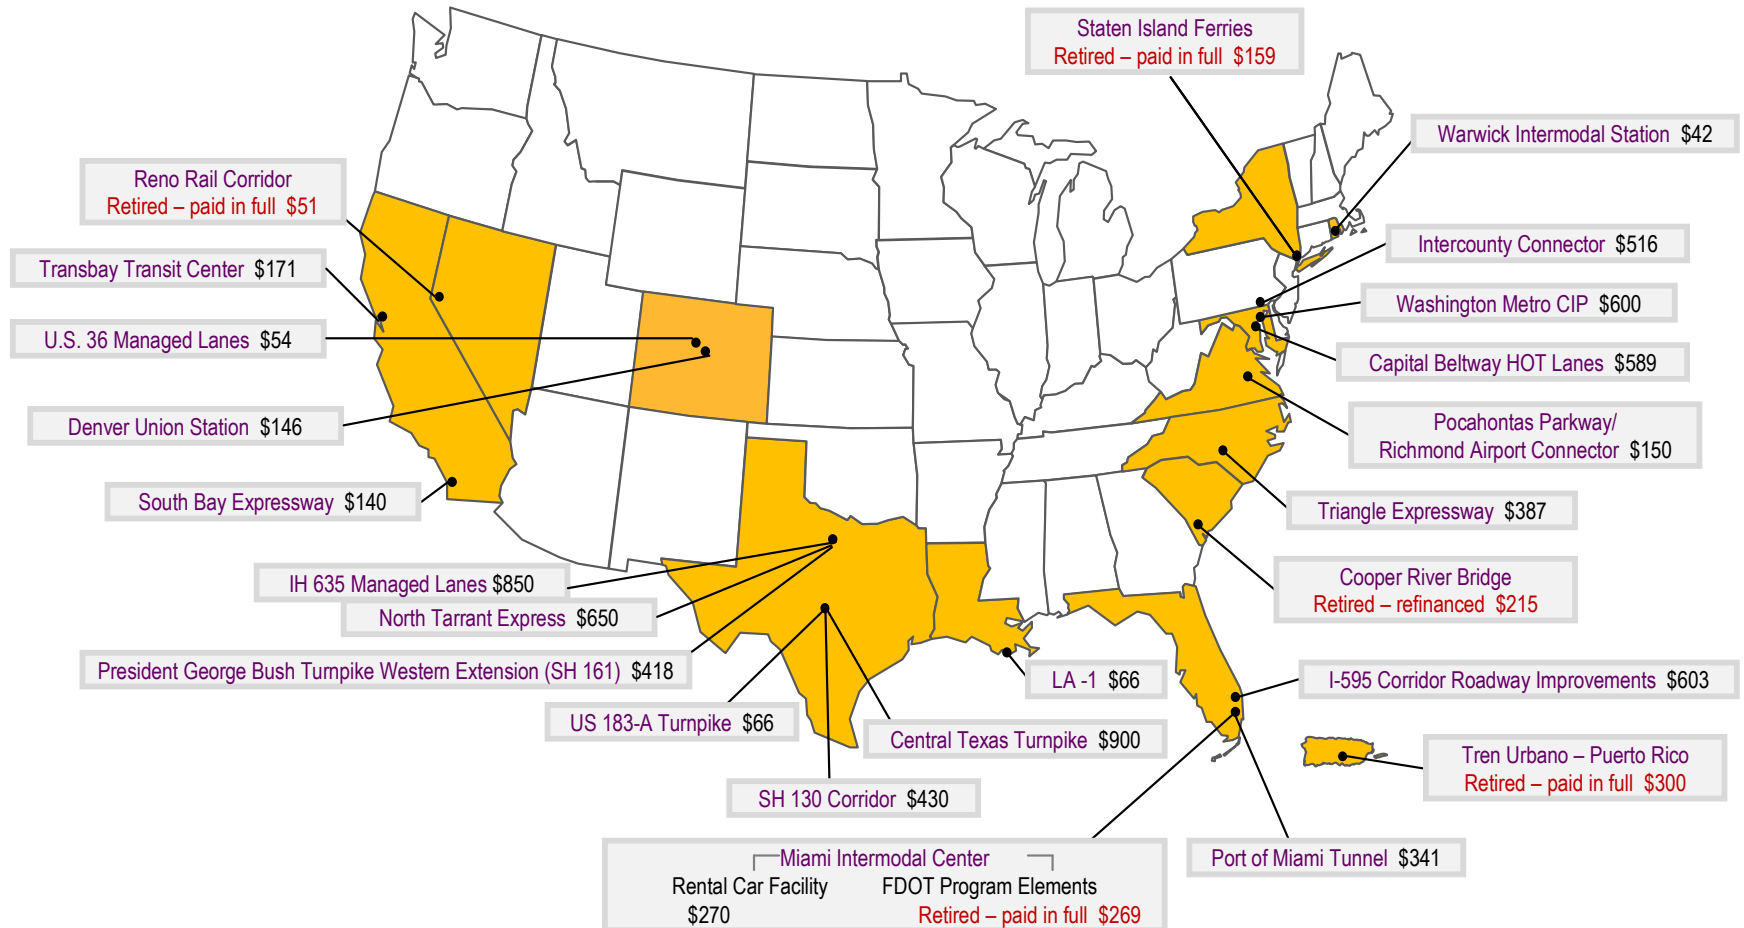 Staten Island Ferries
Retired – paid in full $159
Warwick Intermodal Station $42
Reno Rail Corridor
Retired – paid in full $51
Intercounty Connector $516
Transbay Transit Center $171
Washington Metro CIP $600
U.S. 36 Managed Lanes $54
Capital Beltway HOT Lanes $589
Denver Union Station $146
Pocahontas Parkway/
Richmond Airport Connector $150
South Bay Expressway $140
Triangle Expressway $387
IH 635 Managed Lanes $850
Cooper River Bridge
Retired – refinanced $215
North Tarrant Express $650
President George Bush Turnpike Western Extension (SH 161) $418
LA -1 $66
I-595 Corridor Roadway Improvements $603
US 183-A Turnpike $66
Central Texas Turnpike $900
Tren Urbano – Puerto Rico
Retired – paid in full $300
SH 130 Corridor $430
Miami Intermodal Center
Rental Car Facility FDOT Program Elements
$270 Retired – paid in full $269
Port of Miami Tunnel $341